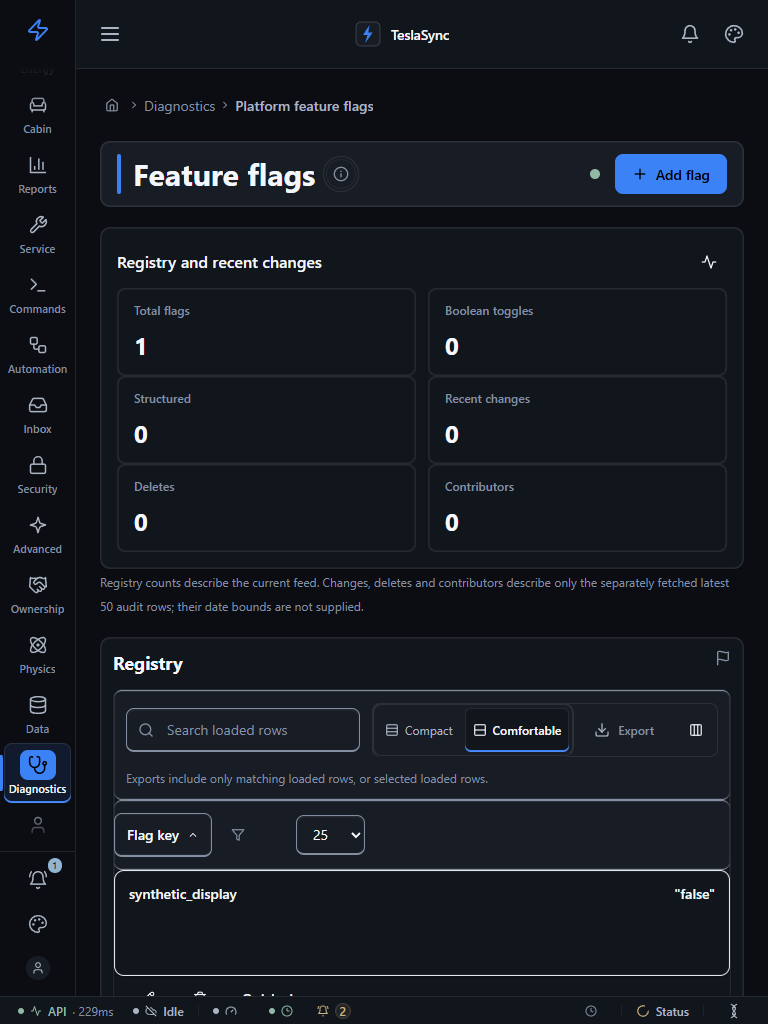 TeslaSync
Diagnostics
Platform feature flags
Cabin
Reports
Service
Commands
Automation
Inbox
Security
Advanced
Ownership
Physics
Data
Diagnostics
1
Feature flags
Add flag
Registry and recent changes
Total flags
1
Boolean toggles
0
Structured
0
Recent changes
0
Deletes
0
Contributors
0
Registry counts describe the current feed. Changes, deletes and contributors describe only the separately fetched latest
50 audit rows; their date bounds are not supplied.
Registry
Search loaded rows
Compact
Comfortable
Export
Exports include only matching loaded rows, or selected loaded rows.
Flag key
25
synthetic_display
"false"
API · 229ms
Idle
2
Status